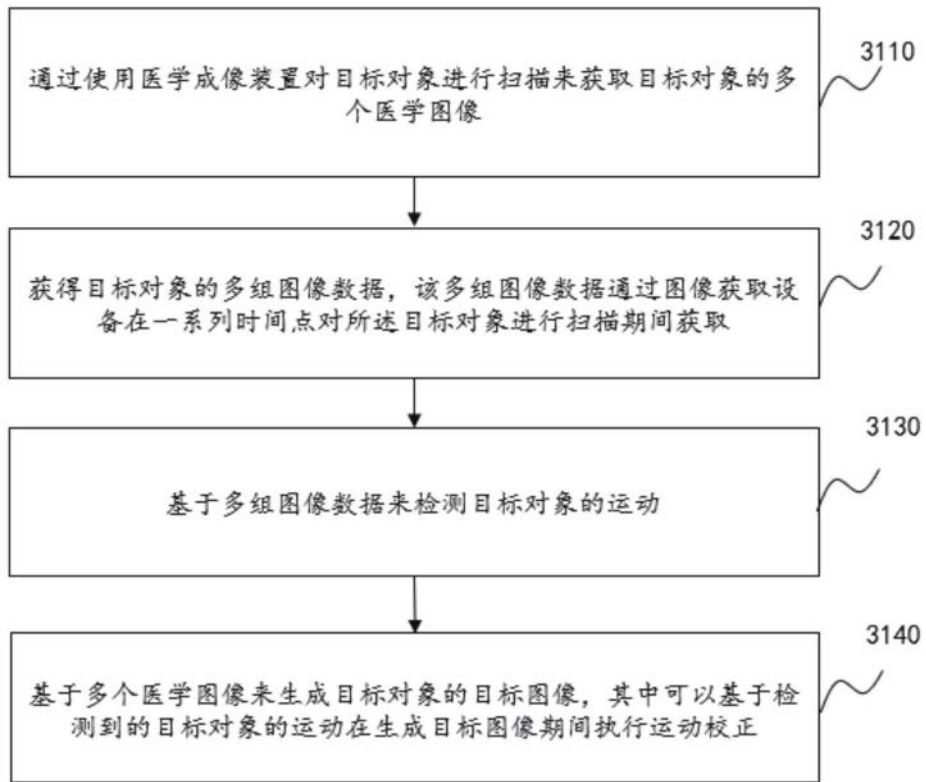 通过使用医学成像装置对目标对象进行扫描来获取目标对象的多
个医学图像
3110
获得目标对象的多组图像数据，该多组图像数据通过图像获取设
备在一系列时间点对所述目标对象进行扫描期间获取
3120
基于多组图像数据来检测目标对象的运动
3130
基于多个医学图像来生成目标对象的目标图像，其中可以基于检
测到的目标对象的运动在生成目标图像期间执行运动校正
3140